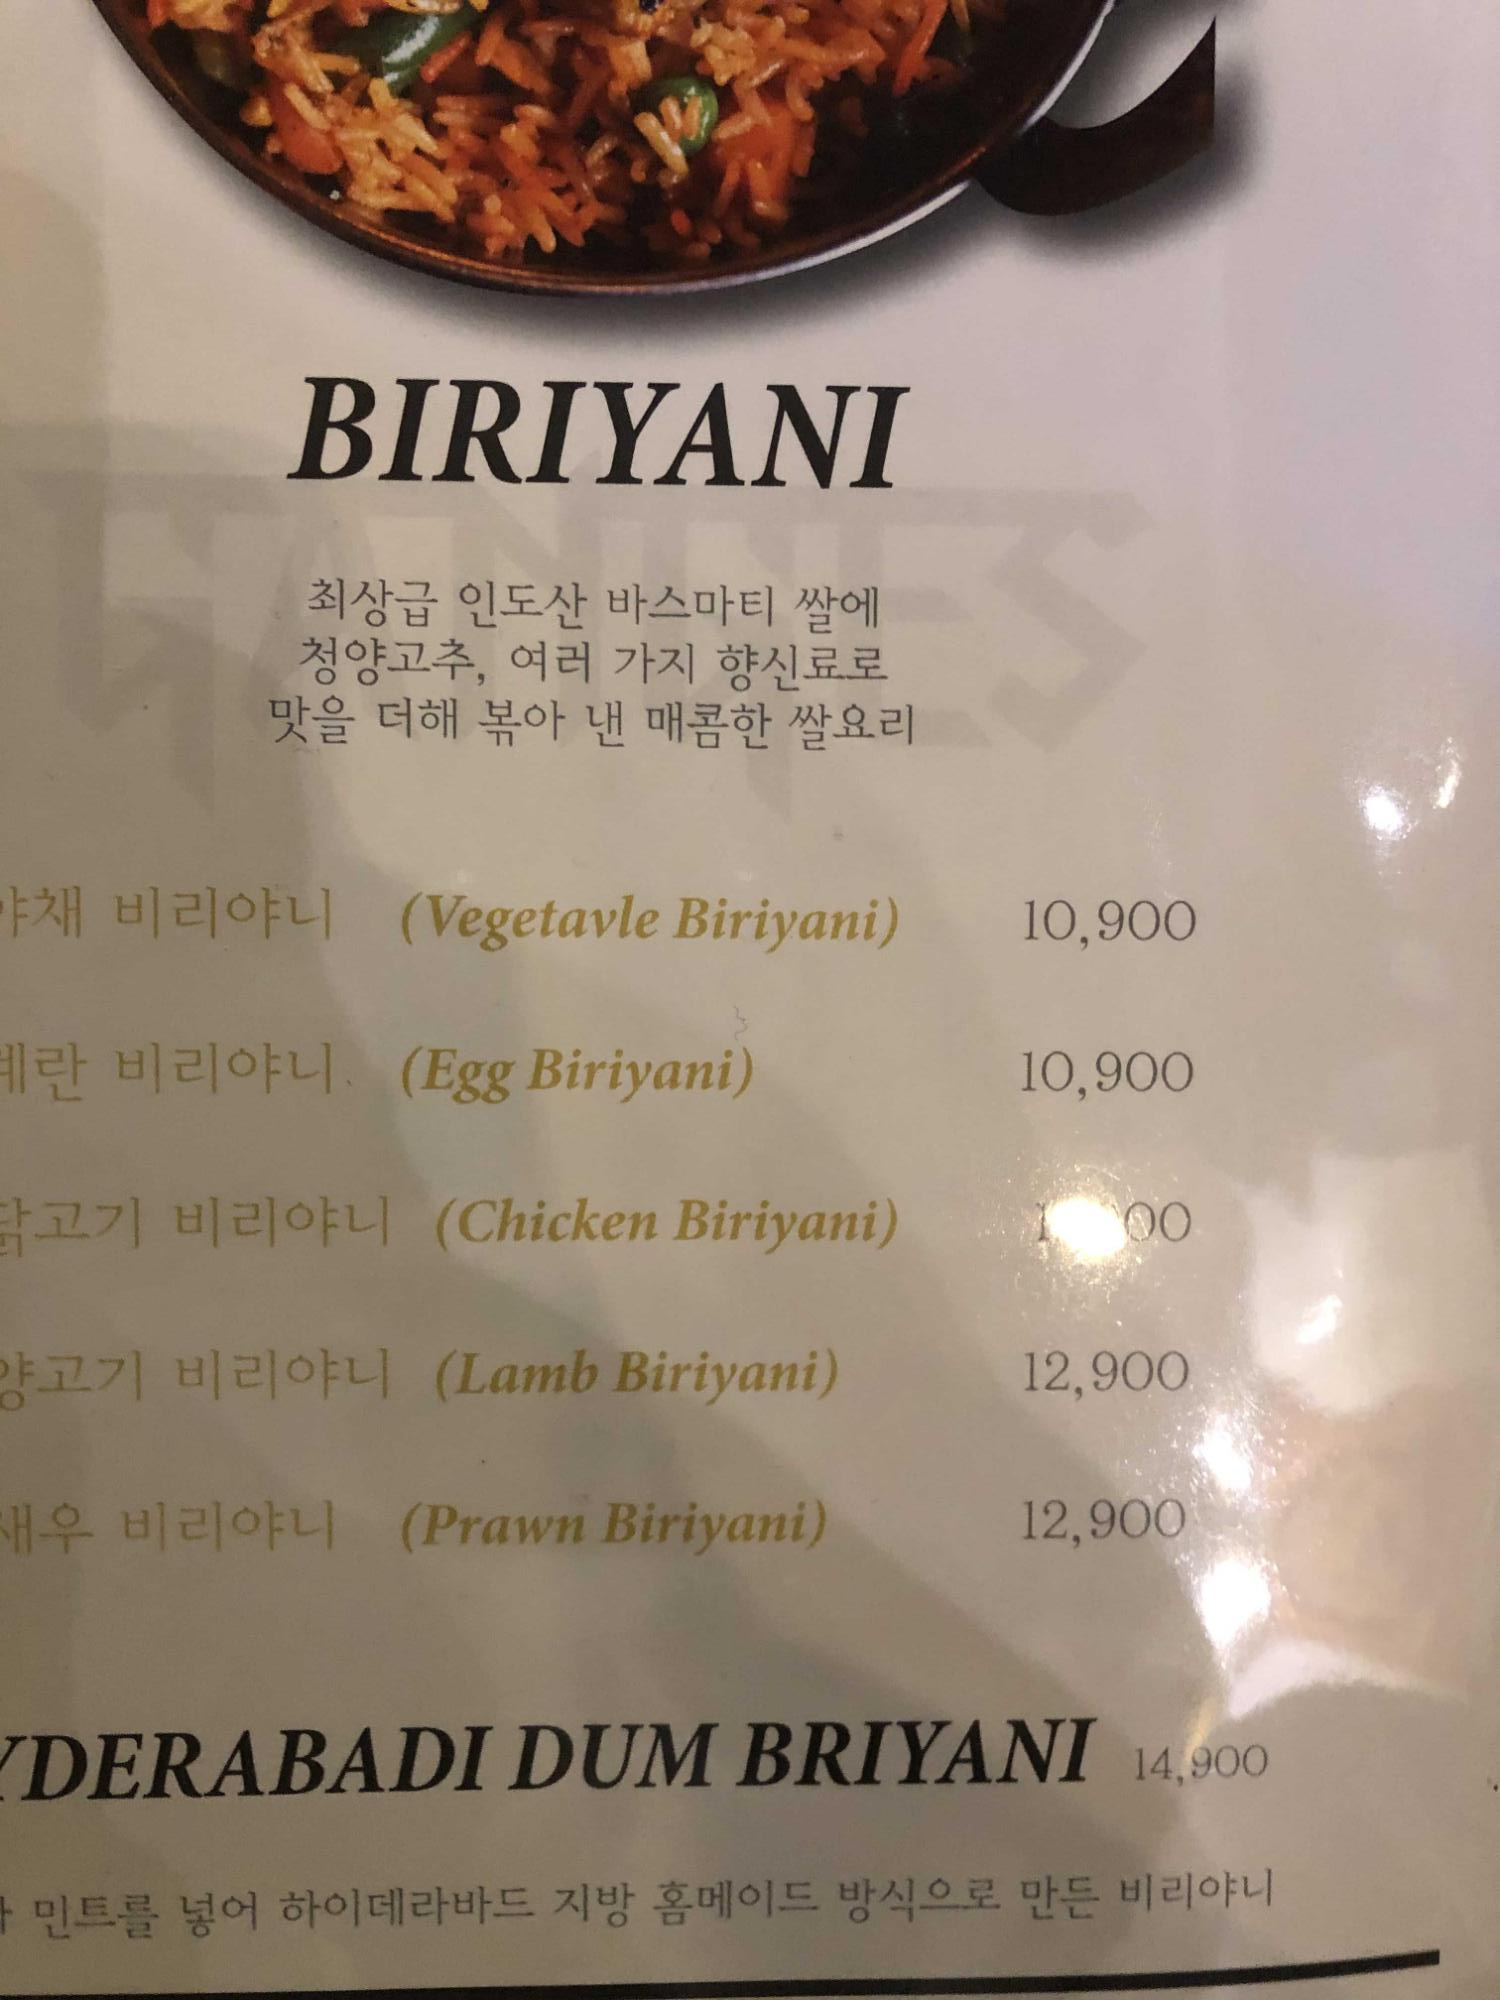 BIRIYANI
최상급 인도산 바스마티 쌀에
청양고추, 여러 가지 향신료로
맛을 더해 볶아 낸 매콤한 쌀요리
야채 비리야니 (Vegetavle Biriyani) 10,900
계란 비리야니 (Egg Biriyani) 10,900
닭고기 비리야니 (Chicken Biriyani)
양고기 비리야니 (Lamb Biriyani) 12,900
새우 비리야니 (Prawn Biriyani) 12,900
YDERABADI DUM BRIYANI 14,900
민트를 넣어 하이데라바드 지방 홈메이드 방식으로 만든 비리야니